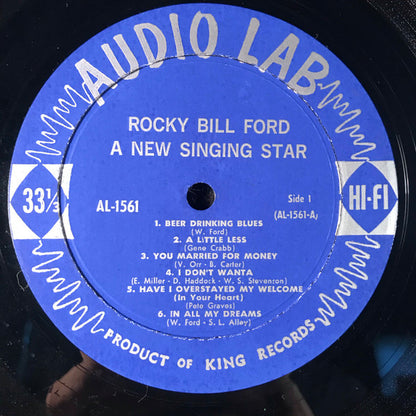 AUDIO LAB
ROCKY BILL FORD
A NEW SINGING STAR
33⅓
HI-FI
AL-1561
Side 1
(AL-1561-A)
1. BEER DRINKING BLUES
(W. Ford)
2. A LITTLE LESS
(Gene Crabb)
3. YOU MARRIED FOR MONEY
(V. Orr - B. Carter)
4. I DON'T WANTA
(E. Miller - D. Haddock - W. S. Stevenson)
5. HAVE I OVERSTAYED MY WELCOME
(In Your Heart)
(Polo Graves)
6. IN ALL MY DREAMS
(W. Ford - S. L. Alley)
PRODUCT OF KING RECORDS